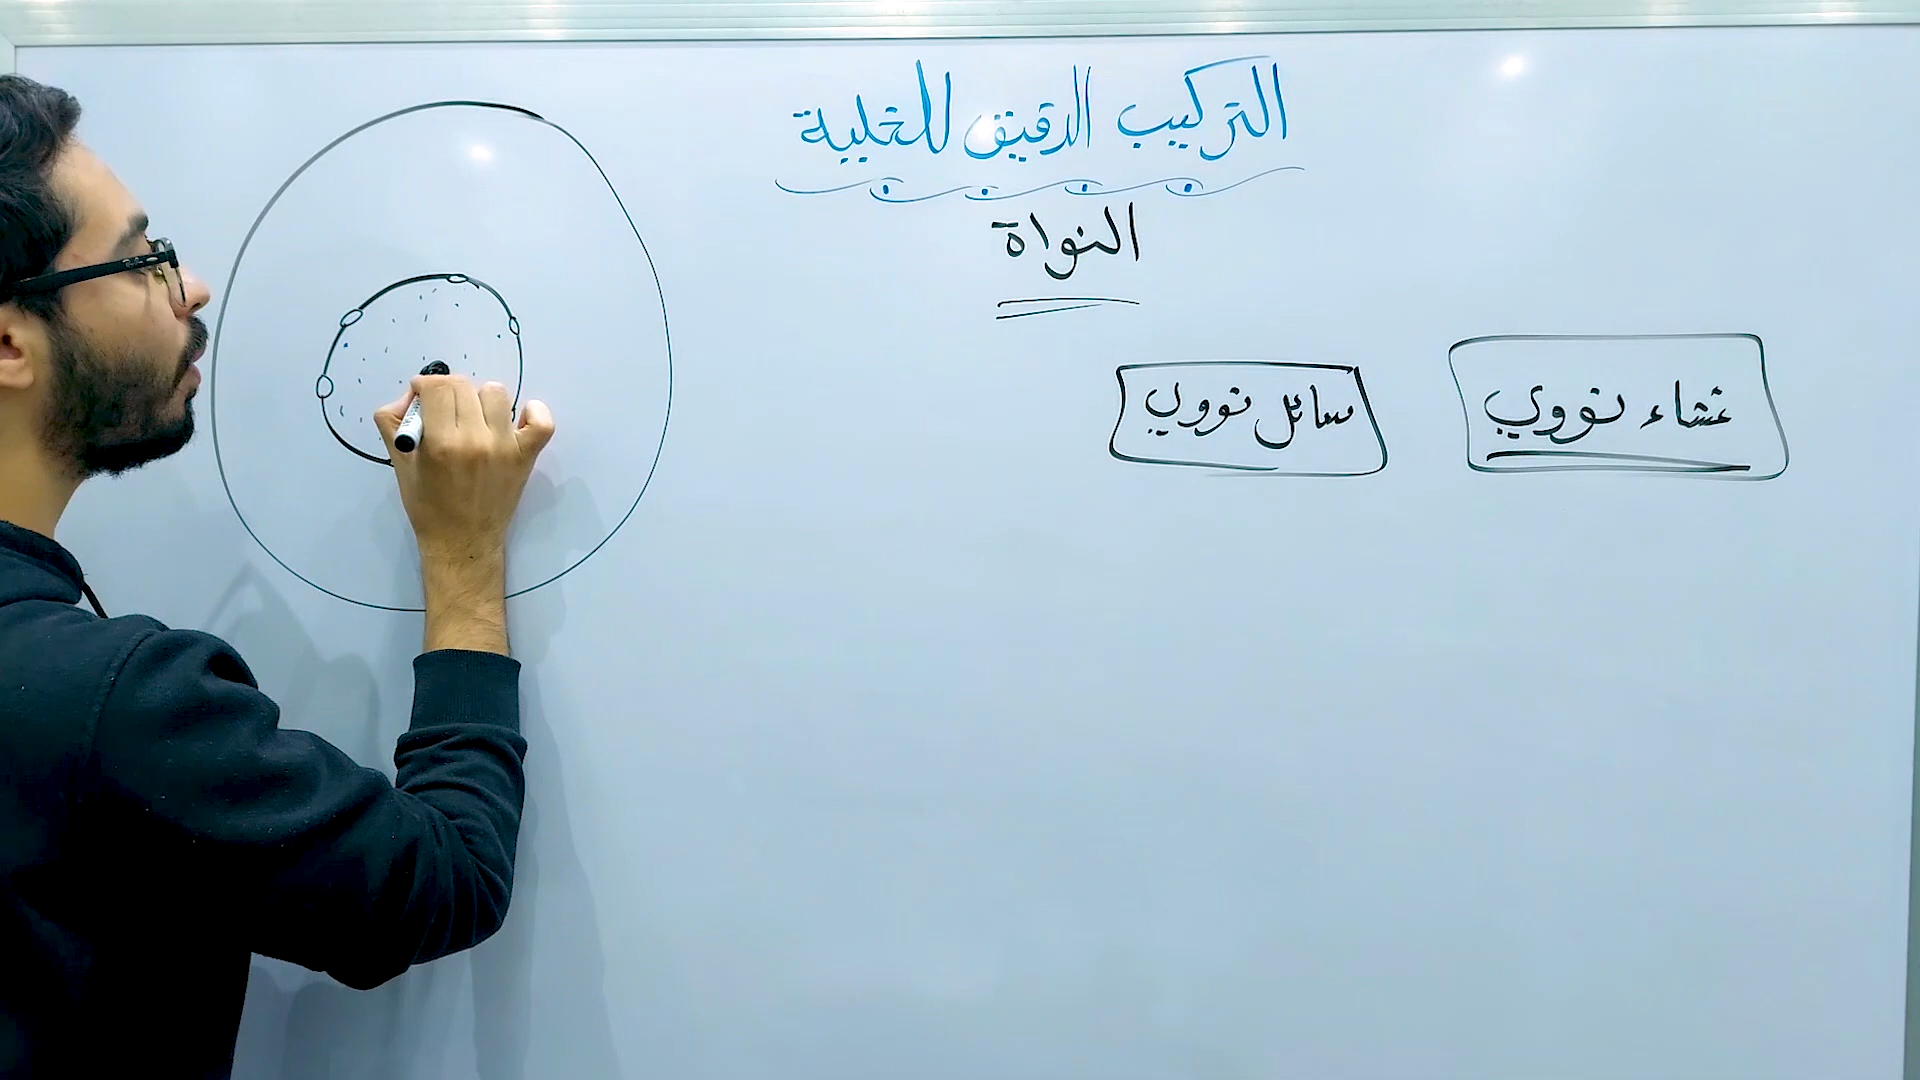 التركيب الدقيق للخلية
النواة
غشاء نووي
سائل نووي